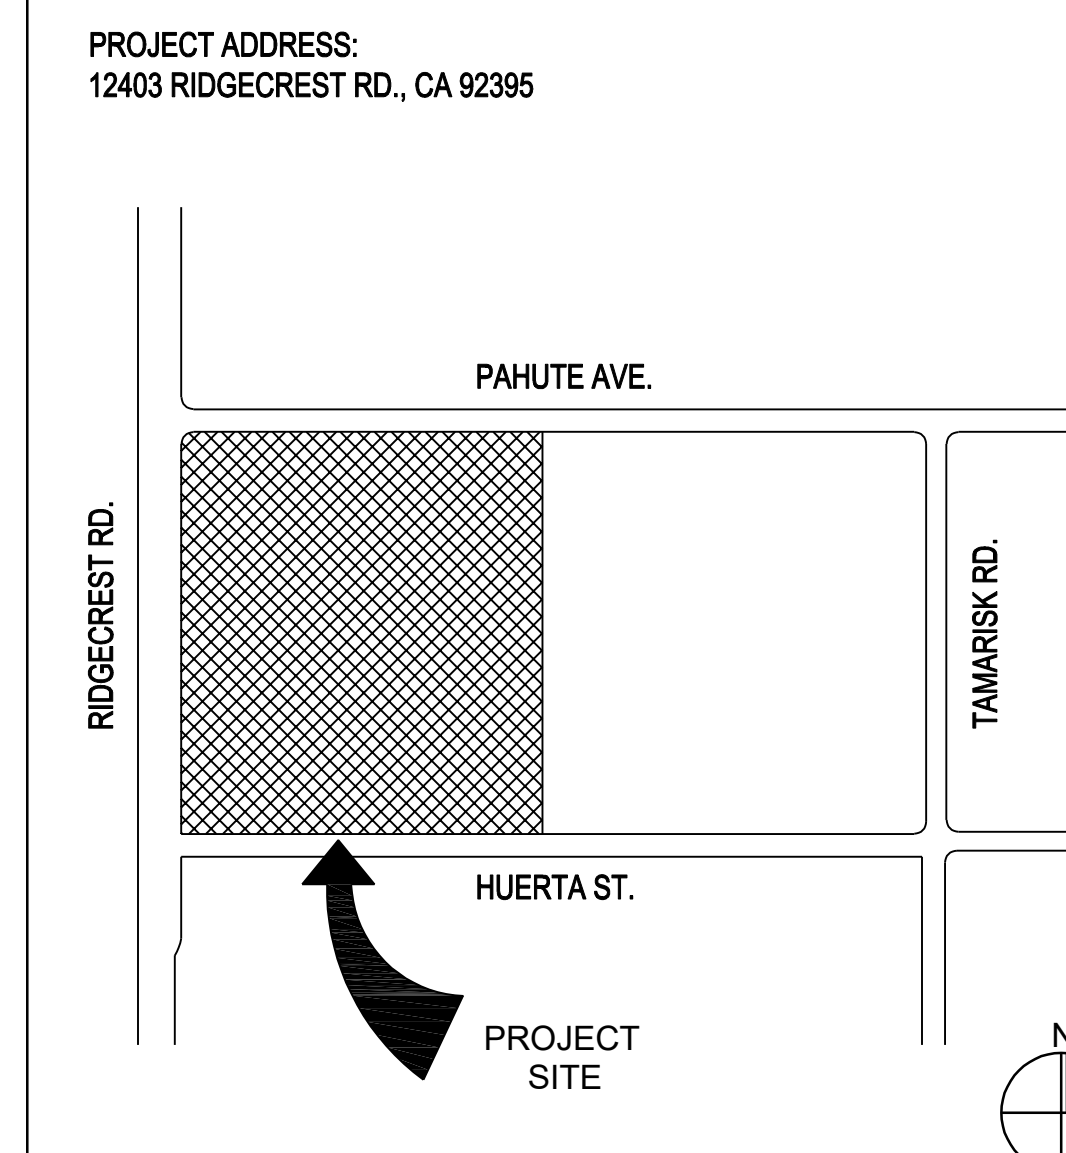 PROJECT ADDRESS:
12403 RIDGECREST RD., CA 92395
PAHUTE AVE.
RIDGECREST RD.
TAMARISK RD.
HUERTA ST.
PROJECT
SITE
N